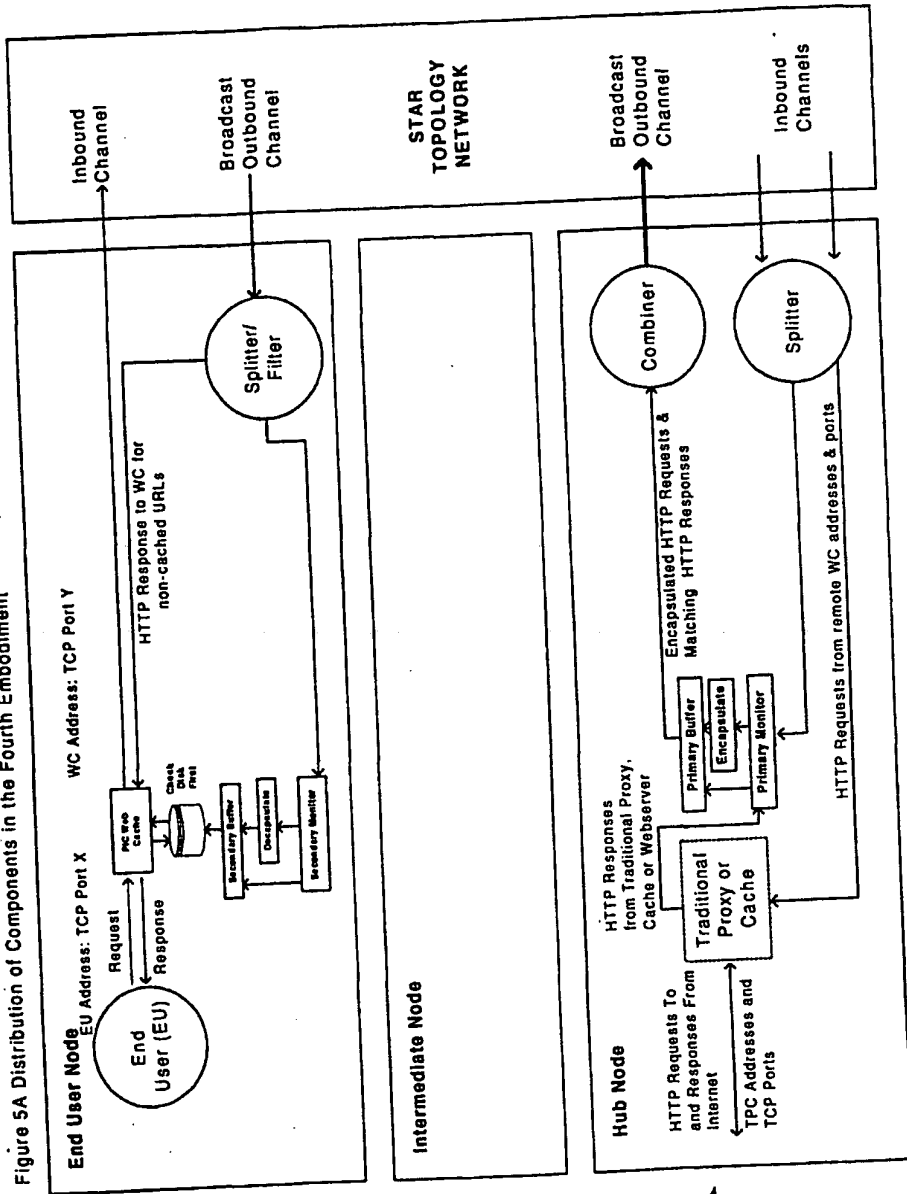 Figure 5A Distribution of Components in the Fourth Embodiment
End User Node
EU Address: TCP Port X
WC Address: TCP Port Y
End
User (EU)
Request
Response
PIC Web
Cache
Check
Disk
First
Secondary Buffer
Decapsulate
Secondary Monitor
HTTP Response to WC for
non-cached URLs
Splitter/
Filter
Inbound
Channel
Broadcast
Outbound
Channel
Intermediate Node
STAR
TOPOLOGY
NETWORK
Hub Node
HTTP Requests To
and Responses From
Internet
TPC Addresses and
TCP Ports
HTTP Responses
from Traditional Proxy,
Cache or Webserver
Traditional
Proxy or
Cache
Primary Buffer
Encapsulate
Primary Monitor
Encapsulated HTTP Requests &
Matching HTTP Responses
HTTP Requests from remote WC addresses & ports
Combiner
Splitter
Broadcast
Outbound
Channel
Inbound
Channels